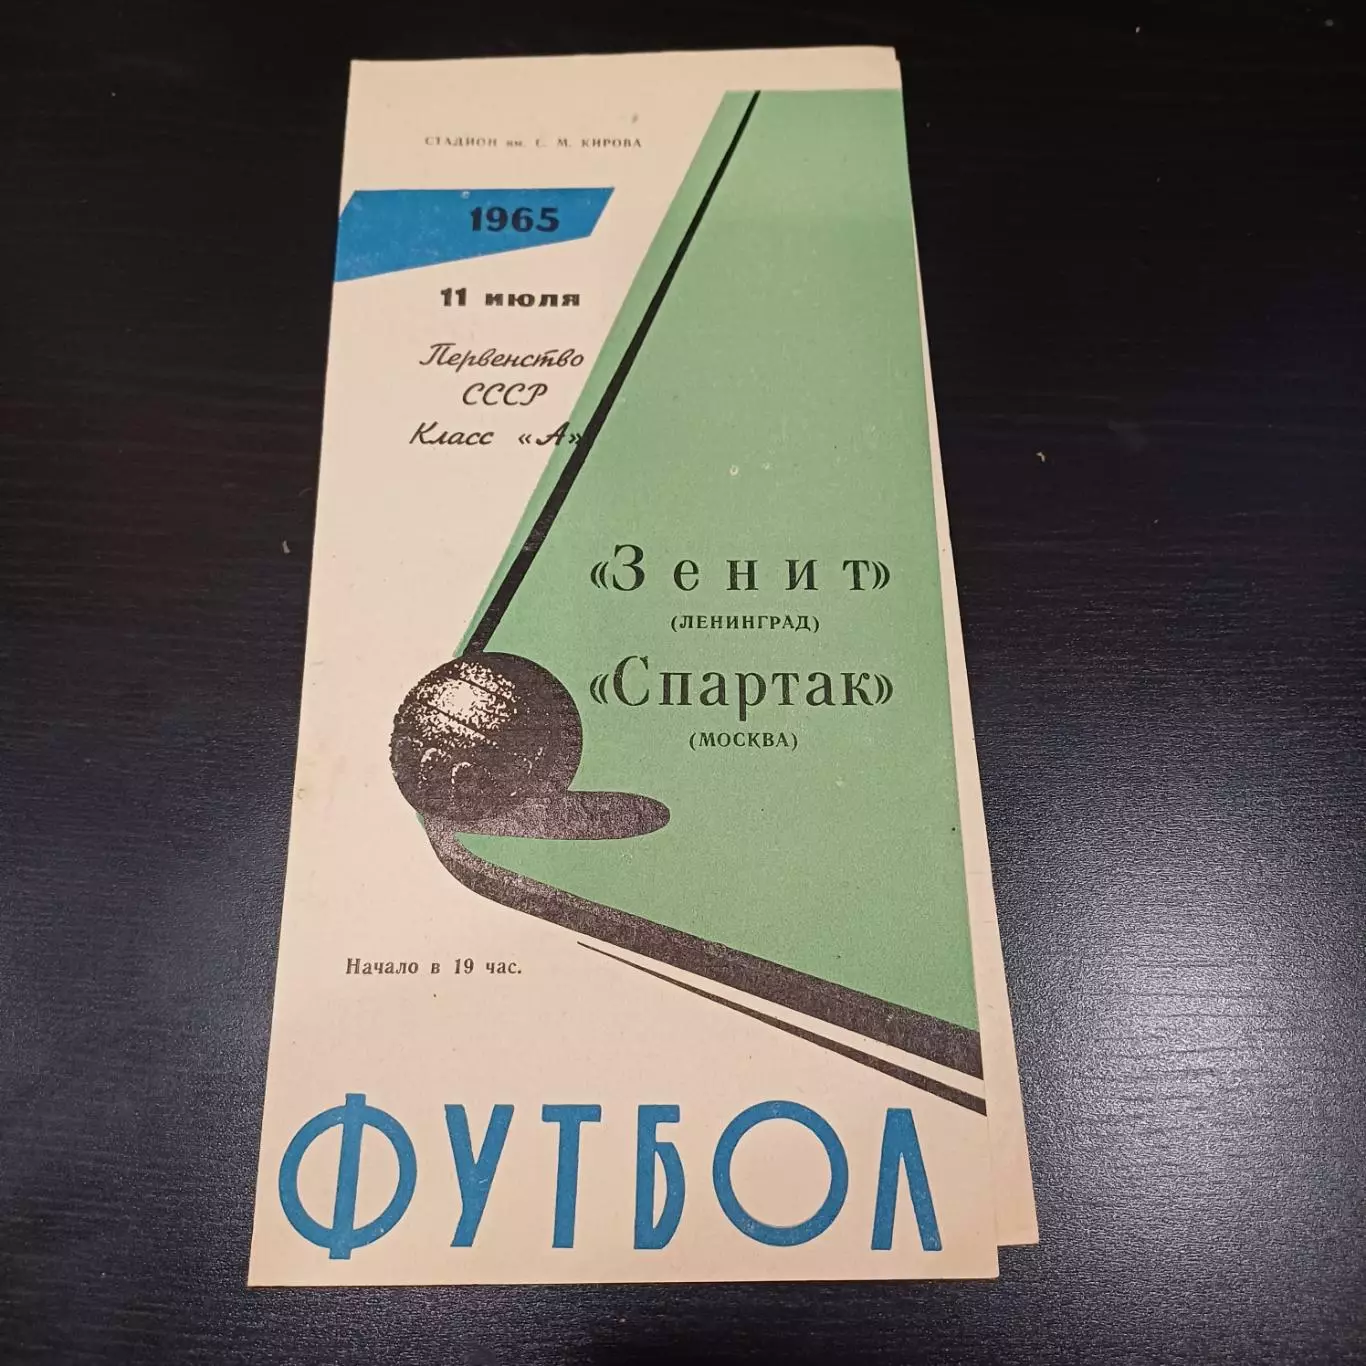 СТАДИОН им. С. М. КИРОВА
1965
11 июля
Первенство
СССР
Класс «А»
«Зенит»
(ЛЕНИНГРАД)
«Спартак»
(МОСКВА)
Начало в 19 час.
ФУТБОЛ